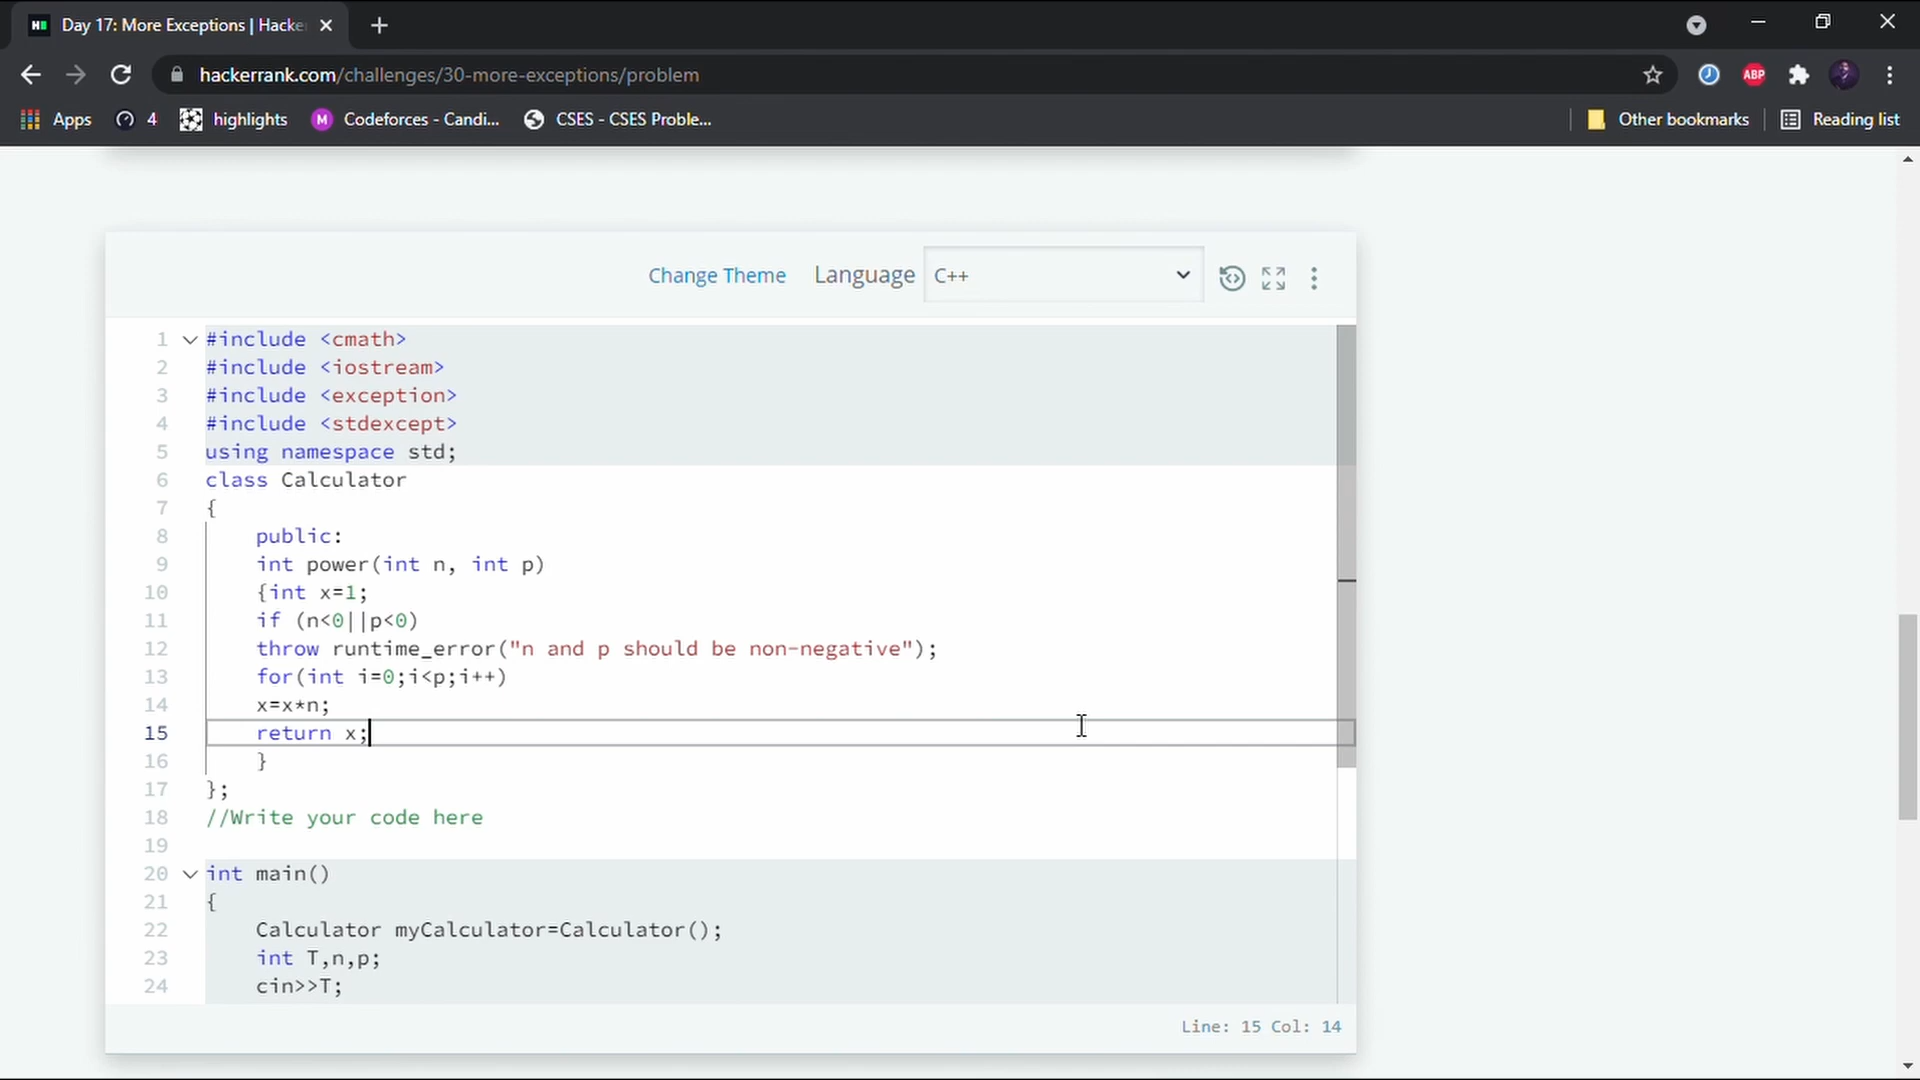 Day 17: More Exceptions | Hacke
hackerrank.com/challenges/30-more-exceptions/problem
ABP
Apps
4
highlights
M
Codeforces - Candi...
CSES - CSES Proble...
Other bookmarks
Reading list
Change Theme
Language
C++
1 #include <cmath>
2 #include <iostream>
3 #include <exception>
4 #include <stdexcept>
5 using namespace std;
6 class Calculator
7 {
8 public:
9 int power(int n, int p)
10 {int x=1;
11 if (n<0||p<0)
12 throw runtime_error("n and p should be non-negative");
13 for(int i=0;i<p;i++)
14 x=x*n;
15 return x;
16 }
17 };
18 //Write your code here
19
20 int main()
21 {
22 Calculator myCalculator=Calculator();
23 int T,n,p;
24 cin>>T;
Line: 15 Col: 14